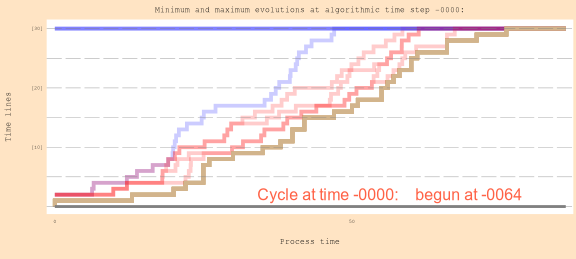 Minimum and maximum evolutions at algorithmic time step -0000:
[30]
[20]
[10]
Time lines
Cycle at time -0000: begun at -0064
0
50
Process time